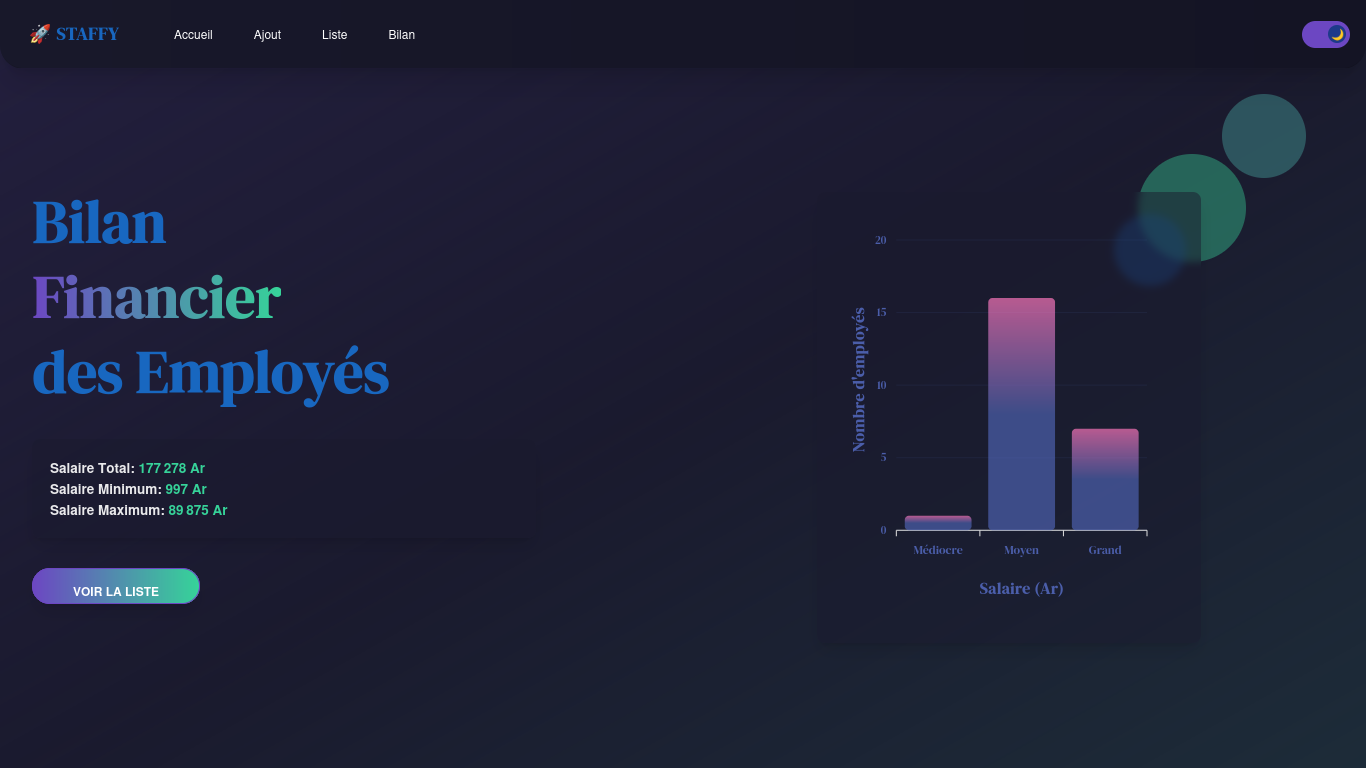 🚀 STAFFY
Accueil
Ajout
Liste
Bilan
Bilan
Financier
des Employés
Salaire Total: 177 278 Ar
Salaire Minimum: 997 Ar
Salaire Maximum: 89 875 Ar
VOIR LA LISTE
Nombre d'employés
20
15
10
5
0
Médiocre
Moyen
Grand
Salaire (Ar)